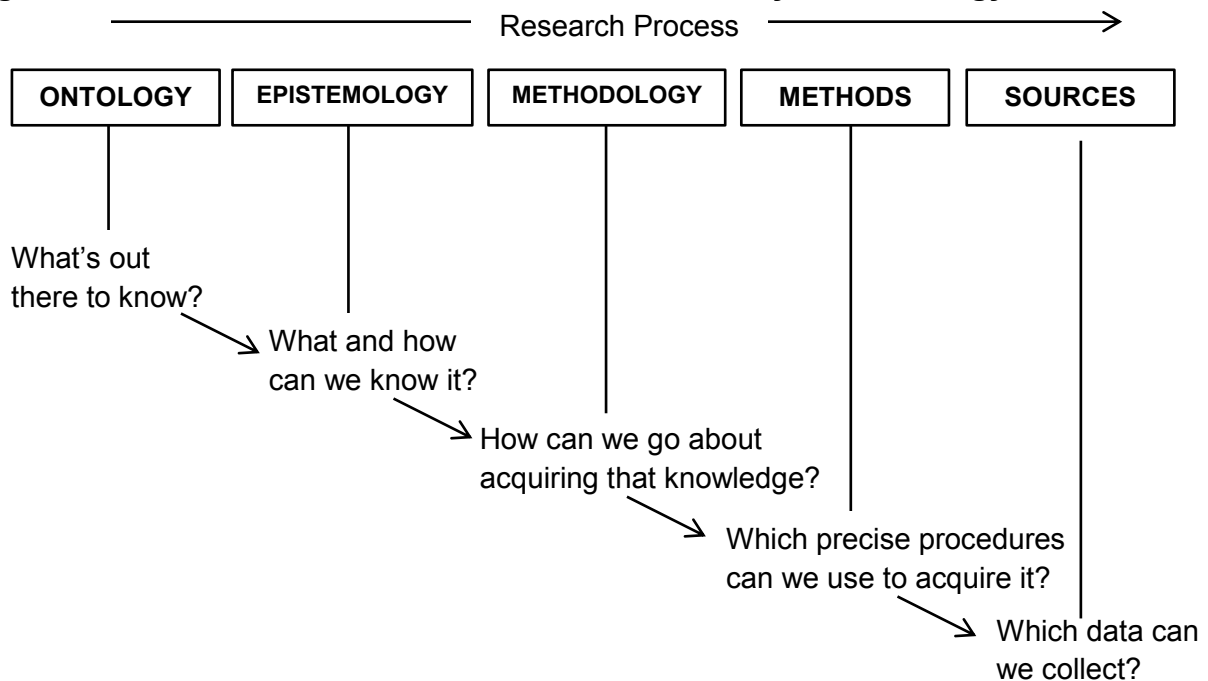 Research Process
ONTOLOGY
EPISTEMOLOGY
METHODOLOGY
METHODS
SOURCES
What’s out
there to know?
What and how
can we know it?
How can we go about
acquiring that knowledge?
Which precise procedures
can we use to acquire it?
Which data can
we collect?